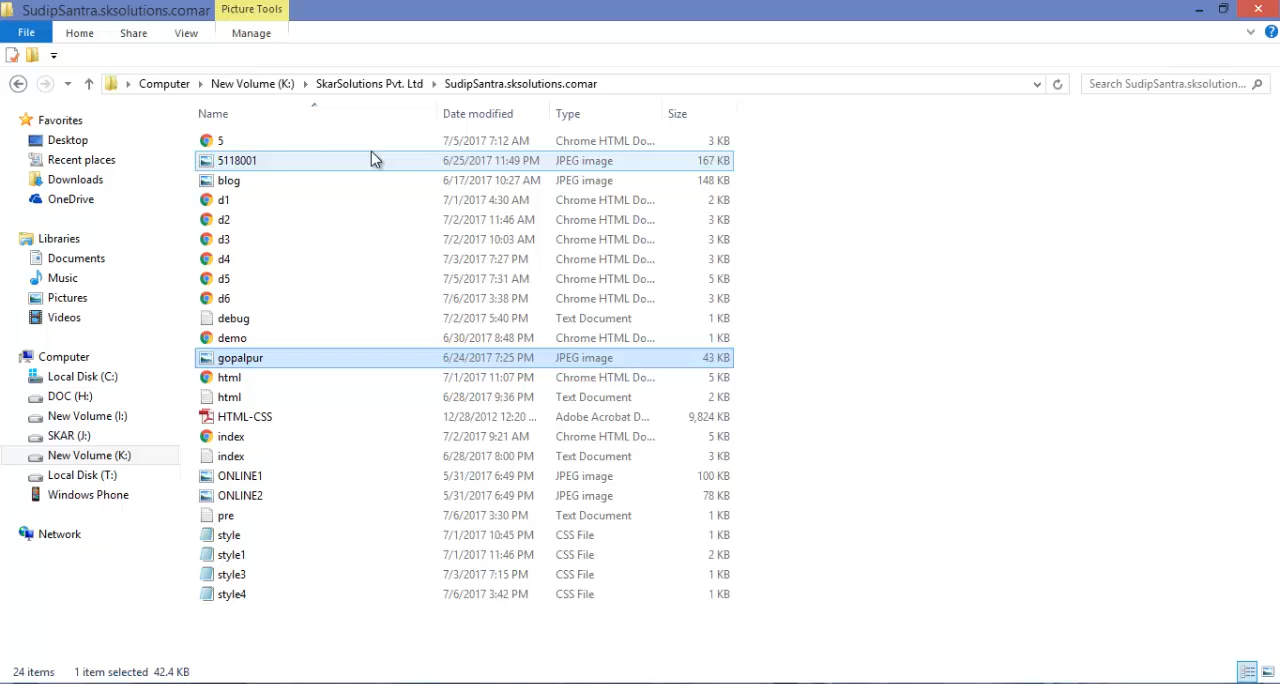 SudipSantra.sksolutions.comar Picture Tools
File Home Share View Manage
Computer New Volume (K:) SkarSolutions Pvt. Ltd SudipSantra.sksolutions.comar Search SudipSantra.sksolution...
Name Date modified Type Size
Favorites
Desktop
Recent places
Downloads
OneDrive
Libraries
Documents
Music
Pictures
Videos
Computer
Local Disk (C:)
DOC (H:)
New Volume (I:)
SKAR (J:)
New Volume (K:)
Local Disk (T:)
Windows Phone
Network
5 7/5/2017 7:12 AM Chrome HTML Do... 3 KB
5118001 6/25/2017 11:49 PM JPEG image 167 KB
blog 6/17/2017 10:27 AM JPEG image 148 KB
d1 7/1/2017 4:30 AM Chrome HTML Do... 2 KB
d2 7/2/2017 11:46 AM Chrome HTML Do... 3 KB
d3 7/2/2017 10:03 AM Chrome HTML Do... 3 KB
d4 7/3/2017 7:27 PM Chrome HTML Do... 3 KB
d5 7/5/2017 7:31 AM Chrome HTML Do... 5 KB
d6 7/6/2017 3:38 PM Chrome HTML Do... 3 KB
debug 7/2/2017 5:40 PM Text Document 1 KB
demo 6/30/2017 8:48 PM Chrome HTML Do... 1 KB
gopalpur 6/24/2017 7:25 PM JPEG image 43 KB
html 7/1/2017 11:07 PM Chrome HTML Do... 5 KB
html 6/28/2017 9:36 PM Text Document 2 KB
HTML-CSS 12/28/2012 12:20 ... Adobe Acrobat D... 9,824 KB
index 7/2/2017 9:21 AM Chrome HTML Do... 5 KB
index 6/28/2017 8:00 PM Text Document 3 KB
ONLINE1 5/31/2017 6:49 PM JPEG image 100 KB
ONLINE2 5/31/2017 6:49 PM JPEG image 78 KB
pre 7/6/2017 3:30 PM Text Document 1 KB
style 7/1/2017 10:45 PM CSS File 1 KB
style1 7/1/2017 11:46 PM CSS File 2 KB
style3 7/3/2017 7:15 PM CSS File 1 KB
style4 7/6/2017 3:42 PM CSS File 1 KB
24 items 1 item selected 42.4 KB